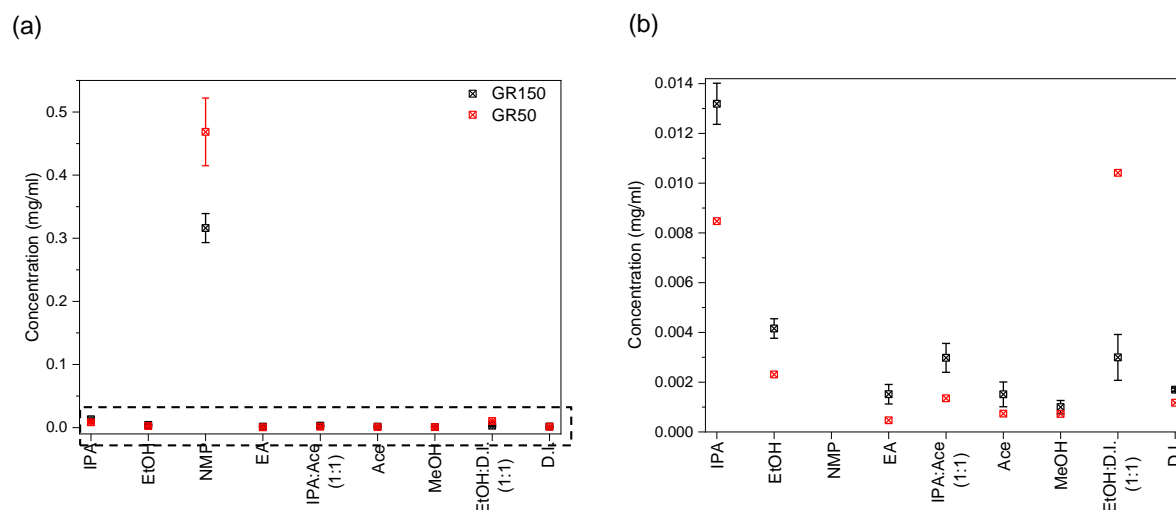 (a)
Concentration (mg/ml)
0.5
0.4
0.3
0.2
0.1
0.0
GR150
GR50
IPA
EtOH
NMP
EA
IPA:Ace
(1:1)
Ace
MeOH
EtOH:D.I.
(1:1)
D.I.
(b)
Concentration (mg/ml)
0.014
0.012
0.010
0.008
0.006
0.004
0.002
0.000
IPA
EtOH
NMP
EA
IPA:Ace
(1:1)
Ace
MeOH
EtOH:D.I.
(1:1)